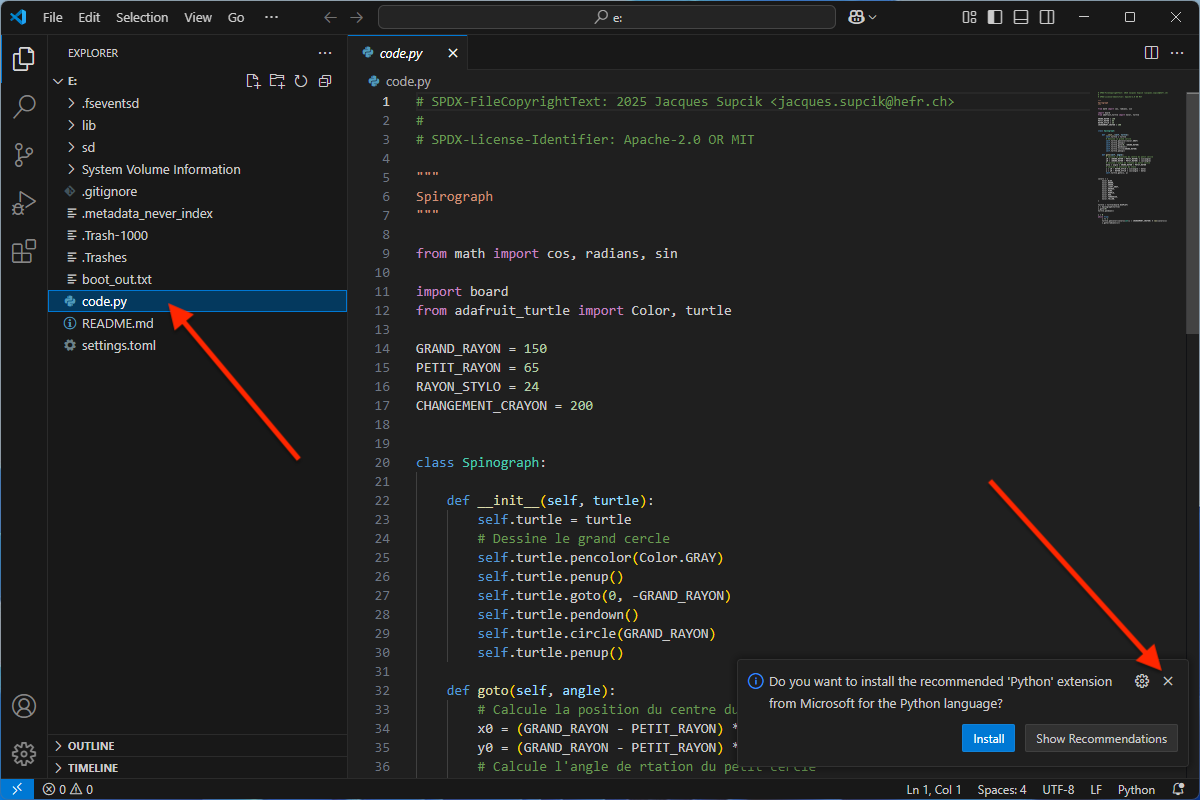 File Edit Selection View Go ··· e:
EXPLORER ···
E:
.fseventsd
lib
sd
System Volume Information
.gitignore
.metadata_never_index
.Trash-1000
.Trashes
boot_out.txt
code.py
README.md
settings.toml
OUTLINE
TIMELINE
code.py
code.py
1 # SPDX-FileCopyrightText: 2025 Jacques Supcik <jacques.supcik@hefr.ch>
2 #
3 # SPDX-License-Identifier: Apache-2.0 OR MIT
4
5 """
6 Spirograph
7 """
8
9 from math import cos, radians, sin
10
11 import board
12 from adafruit_turtle import Color, turtle
13
14 GRAND_RAYON = 150
15 PETIT_RAYON = 65
16 RAYON_STYLO = 24
17 CHANGEMENT_CRAYON = 200
18
19
20 class Spinograph:
21
22 def __init__(self, turtle):
23 self.turtle = turtle
24 # Dessine le grand cercle
25 self.turtle.pencolor(Color.GRAY)
26 self.turtle.penup()
27 self.turtle.goto(0, -GRAND_RAYON)
28 self.turtle.pendown()
29 self.turtle.circle(GRAND_RAYON)
30 self.turtle.penup()
31
32 def goto(self, angle):
33 # Calcule la position du centre du
34 x0 = (GRAND_RAYON - PETIT_RAYON) *
35 y0 = (GRAND_RAYON - PETIT_RAYON) *
36 # Calcule l'angle de rtation du petit cercle
Do you want to install the recommended 'Python' extension
from Microsoft for the Python language?
Install Show Recommendations
0 0 Ln 1, Col 1 Spaces: 4 UTF-8 LF Python